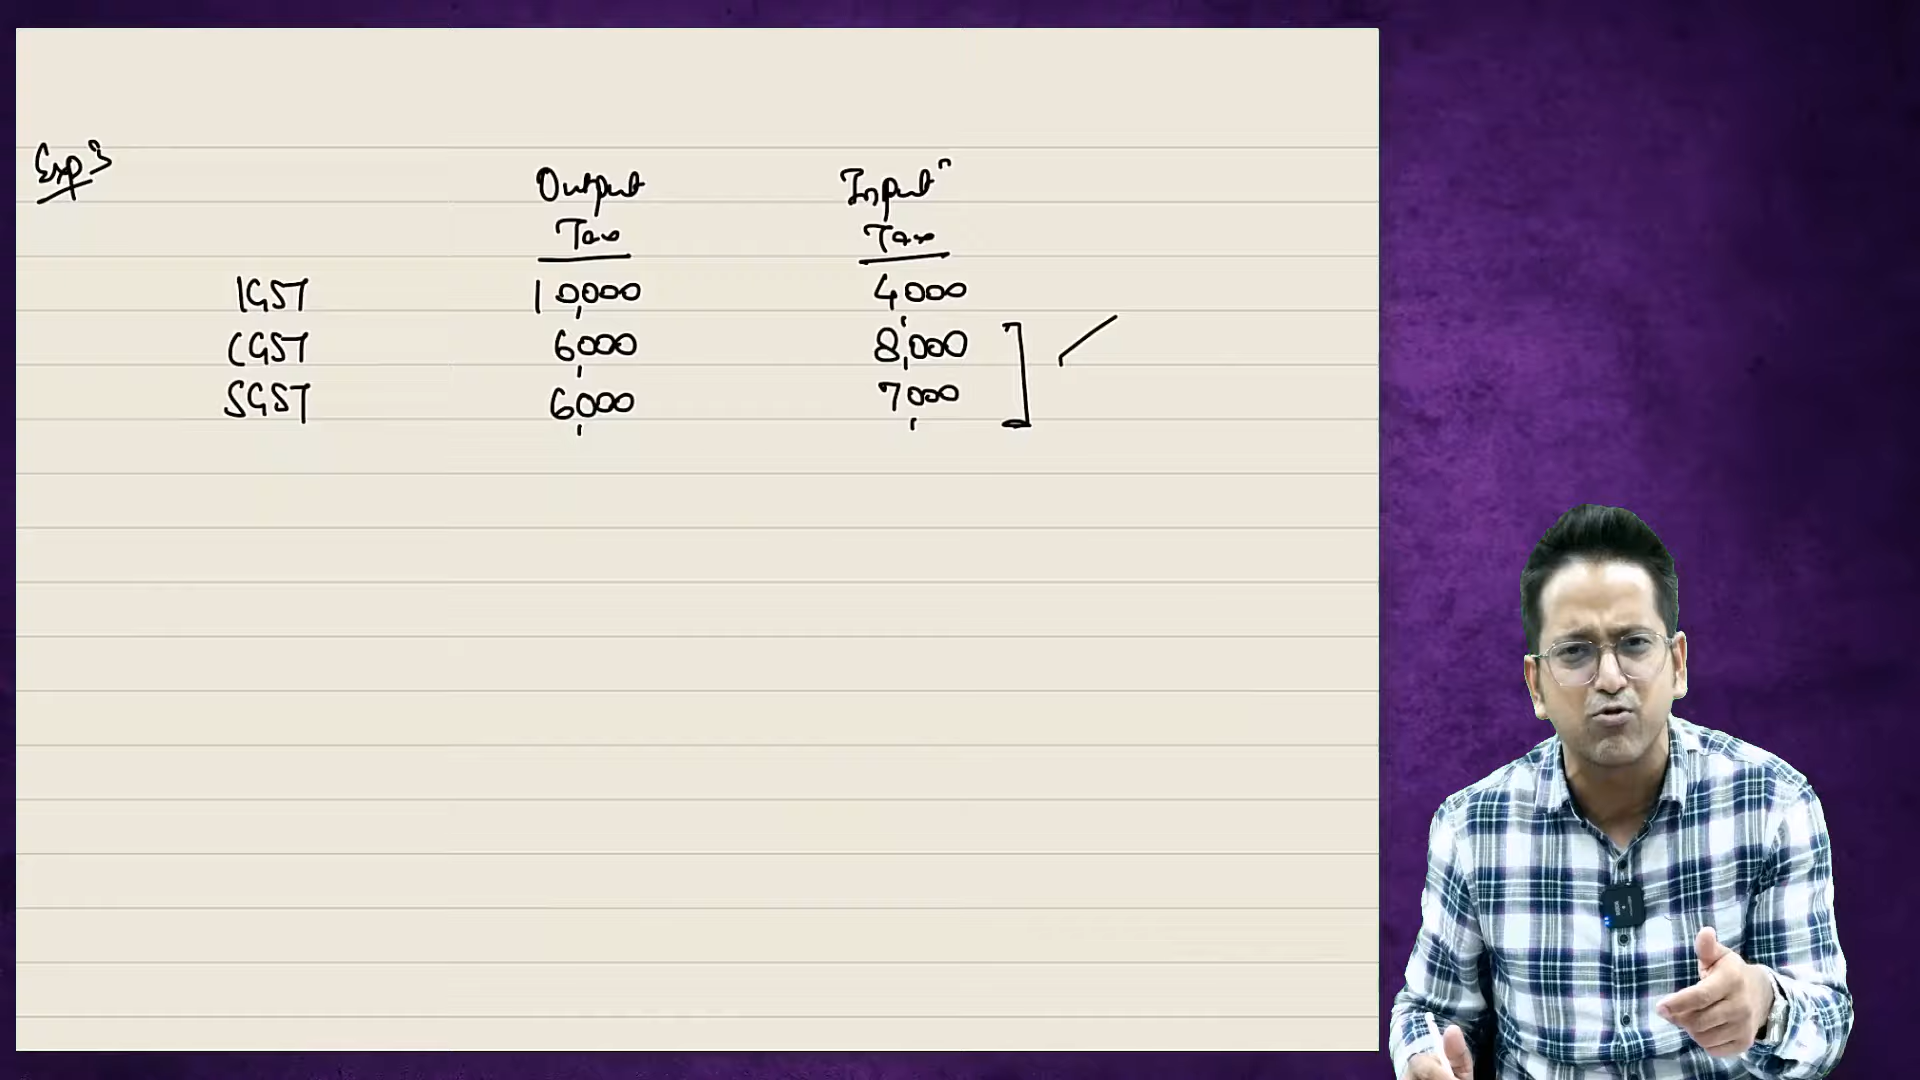 Exp 3
Output Input
Tax Tax
IGST 10,000 4,000
CGST 6,000 8,000
SGST 6,000 7,000